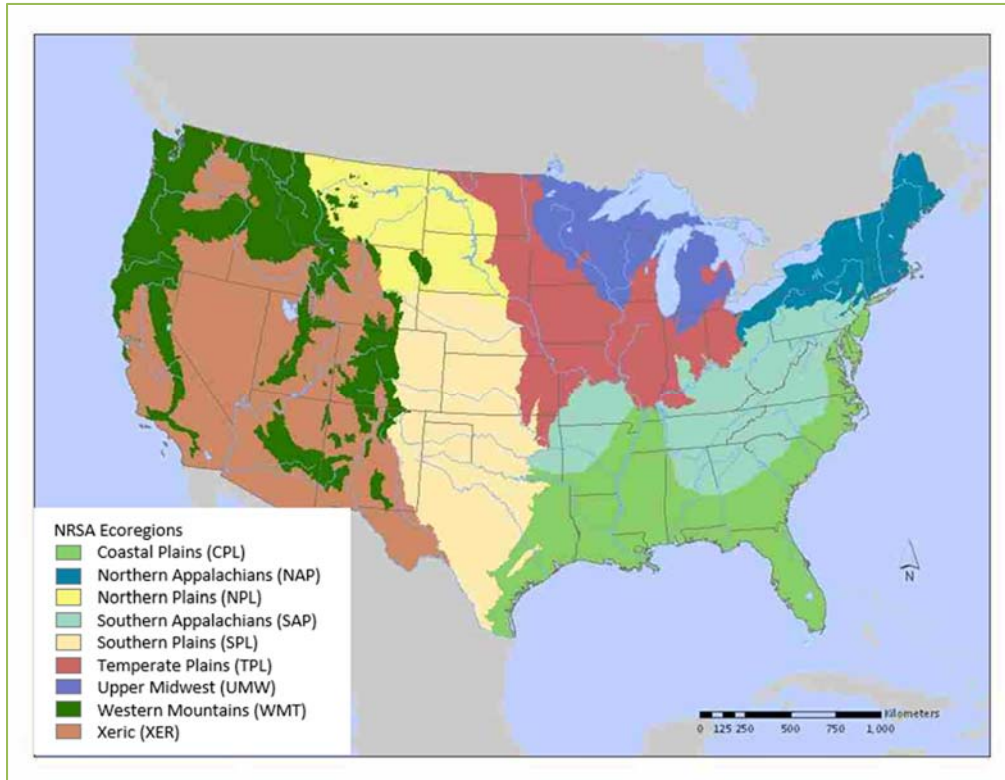 NRSA Ecoregions
Coastal Plains (CPL)
Northern Appalachians (NAP)
Northern Plains (NPL)
Southern Appalachians (SAP)
Southern Plains (SPL)
Temperate Plains (TPL)
Upper Midwest (UMW)
Western Mountains (WMT)
Xeric (XER)
N
Kilometers
0 125 250 500 750 1,000